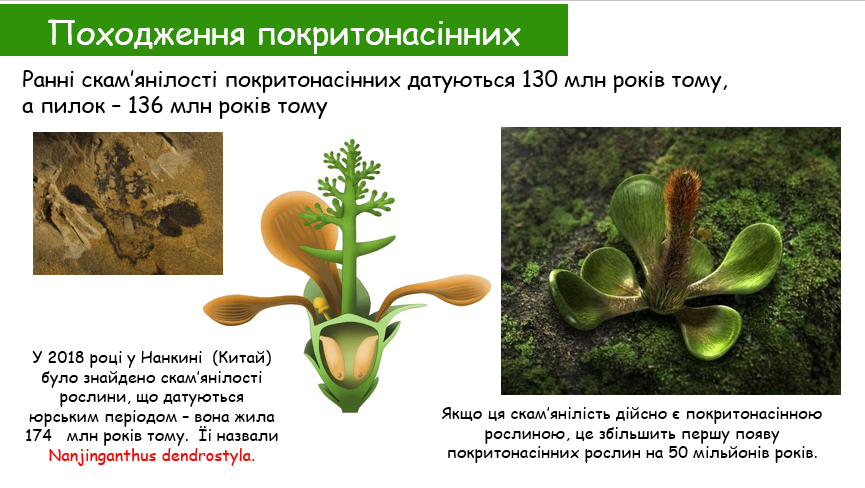 Походження покритонасінних
Ранні скам’янілості покритонасінних датуються 130 млн років тому,
а пилок – 136 млн років тому
У 2018 році у Нанкині (Китай)
було знайдено скам’янілості
рослини, що датуються
юрським періодом – вона жила
174 млн років тому. Її назвали
Nanjinganthus dendrostyla.
Якщо ця скам’янілість дійсно є покритонасінною
рослиною, це збільшить першу появу
покритонасінних рослин на 50 мільйонів років.